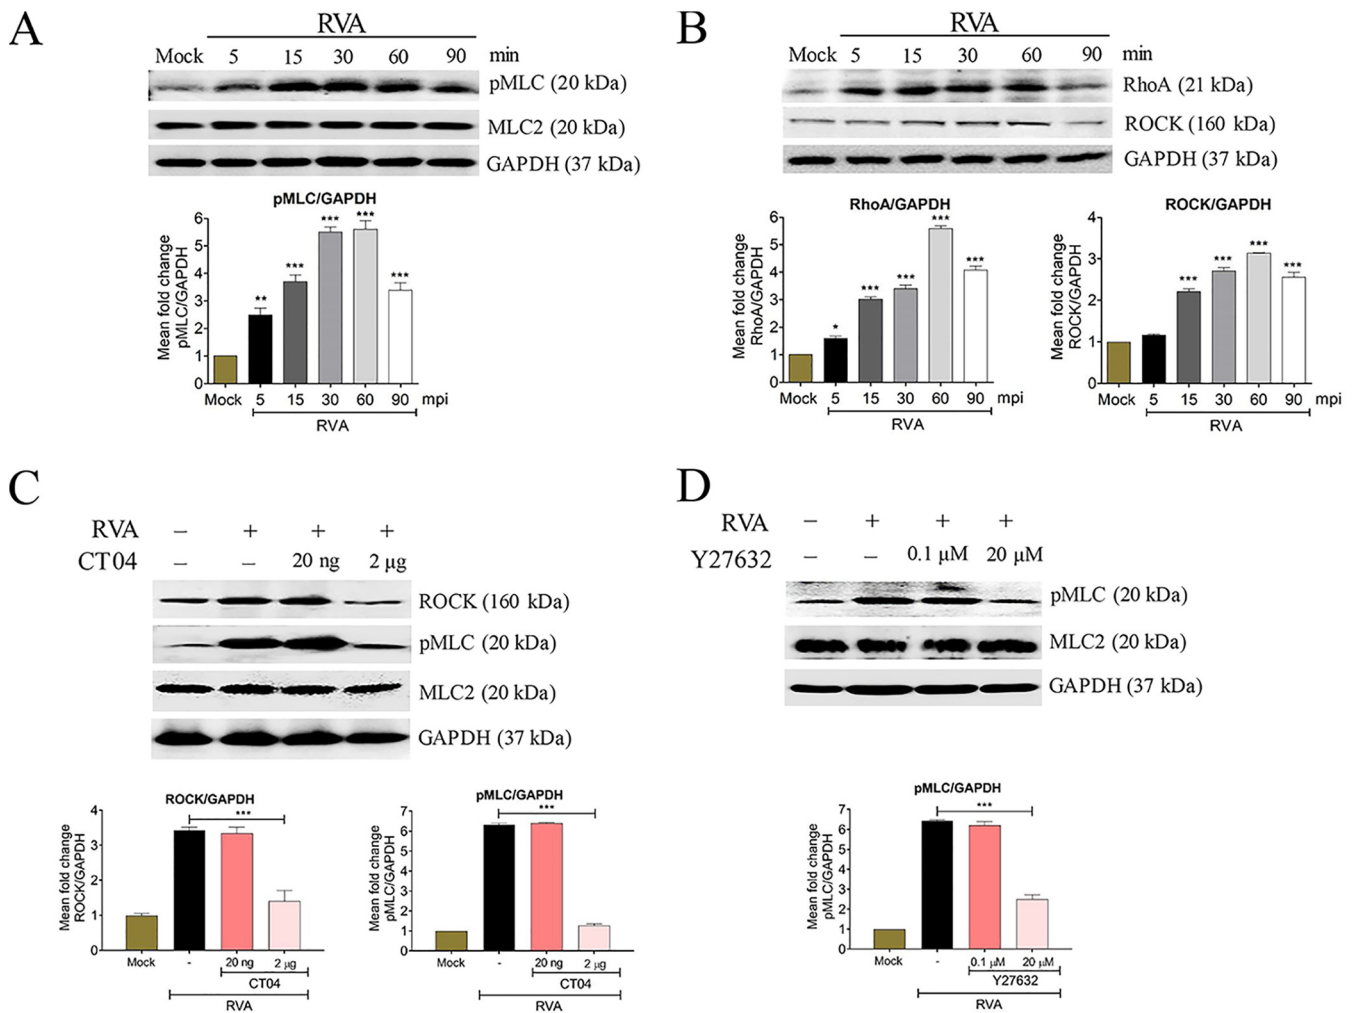 A
RVA
Mock 5 15 30 60 90 min
pMLC (20 kDa)
MLC2 (20 kDa)
GAPDH (37 kDa)
pMLC/GAPDH
Mean fold change
pMLC/GAPDH
6
5
4
3
2
1
0
**
***
***
***
***
Mock 5 15 30 60 90 mpi
RVA
B
RVA
Mock 5 15 30 60 90 min
RhoA (21 kDa)
ROCK (160 kDa)
GAPDH (37 kDa)
RhoA/GAPDH
Mean fold change
RhoA/GAPDH
6
5
4
3
2
1
0
*
***
***
***
***
Mock 5 15 30 60 90 mpi
RVA
ROCK/GAPDH
Mean fold change
ROCK/GAPDH
4
3
2
1
0
***
***
***
***
Mock 5 15 30 60 90 mpi
RVA
C
RVA – + + +
CT04 – – 20 ng 2 μg
ROCK (160 kDa)
pMLC (20 kDa)
MLC2 (20 kDa)
GAPDH (37 kDa)
ROCK/GAPDH
Mean fold change
ROCK/GAPDH
4
3
2
1
0
***
Mock - 20 ng 2 μg
CT04
RVA
pMLC/GAPDH
Mean fold change
pMLC/GAPDH
7
6
5
4
3
2
1
0
***
Mock - 20 ng 2 μg
CT04
RVA
D
RVA – + + +
Y27632 – – 0.1 μM 20 μM
pMLC (20 kDa)
MLC2 (20 kDa)
GAPDH (37 kDa)
pMLC/GAPDH
Mean fold change
pMLC/GAPDH
7
6
5
4
3
2
1
0
***
Mock - 0.1 μM 20 μM
Y27632
RVA